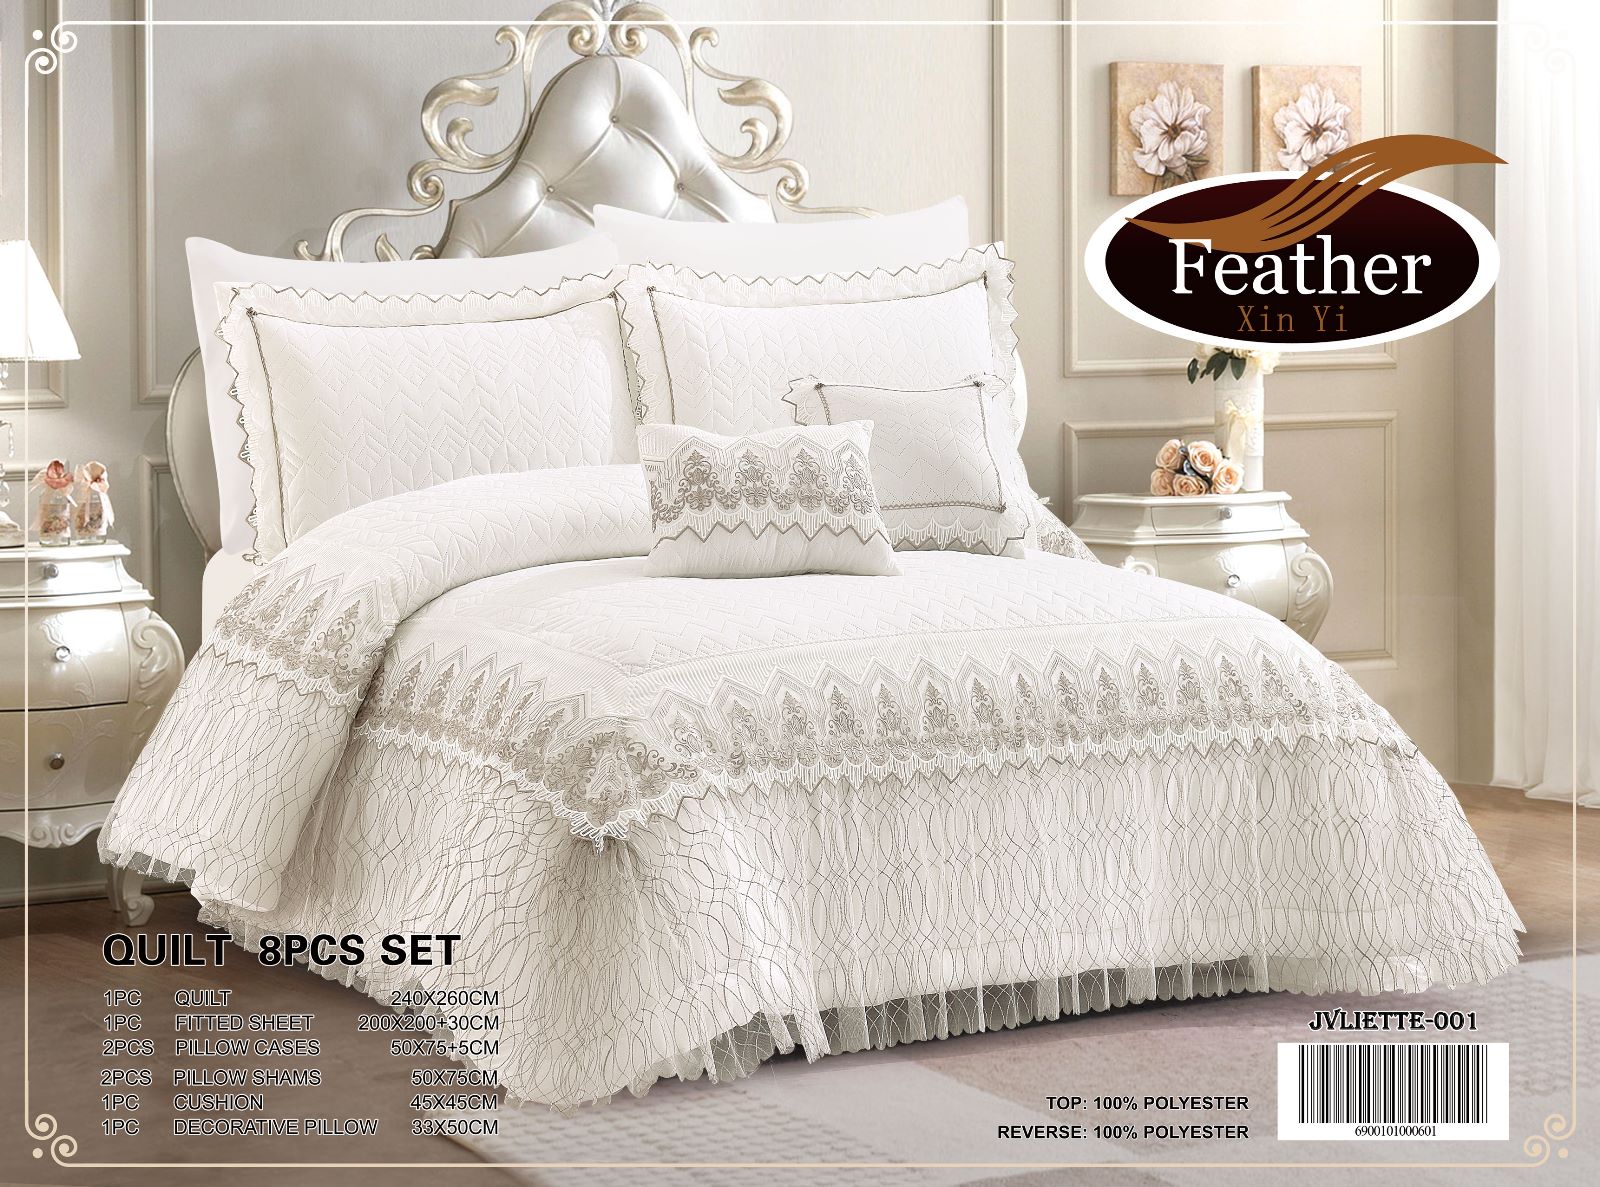 Feather
Xin Yi
QUILT 8PCS SET
1PC QUILT 240X260CM
1PC FITTED SHEET 200X200+30CM
2PCS PILLOW CASES 50X75+5CM
2PCS PILLOW SHAMS 50X75CM
1PC CUSHION 45X45CM
1PC DECORATIVE PILLOW 33X50CM
JVLIETTE-001
TOP: 100% POLYESTER
REVERSE: 100% POLYESTER
6900101000601